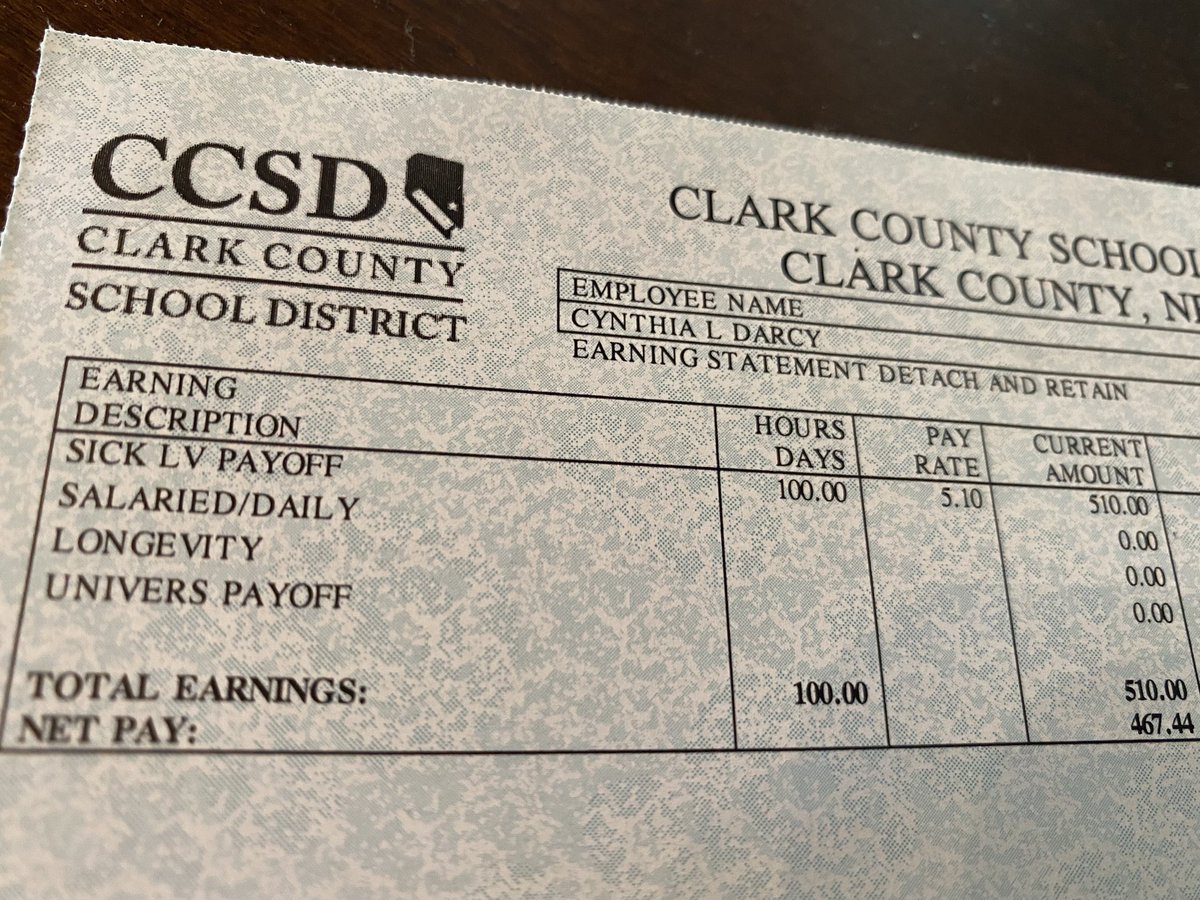 CCSD
CLARK COUNTY
SCHOOL DISTRICT
CLARK COUNTY SCHOOL
CLARK COUNTY,
EMPLOYEE NAME
CYNTHIA L DARCY
EARNING STATEMENT DETACH AND RETAIN
EARNING DESCRIPTION HOURS DAYS PAY RATE CURRENT AMOUNT
SICK LV PAYOFF 100.00 5.10 510.00
SALARIED/DAILY 0.00
LONGEVITY 0.00
UNIVERS PAYOFF 0.00
TOTAL EARNINGS: 100.00 510.00
NET PAY: 467.44